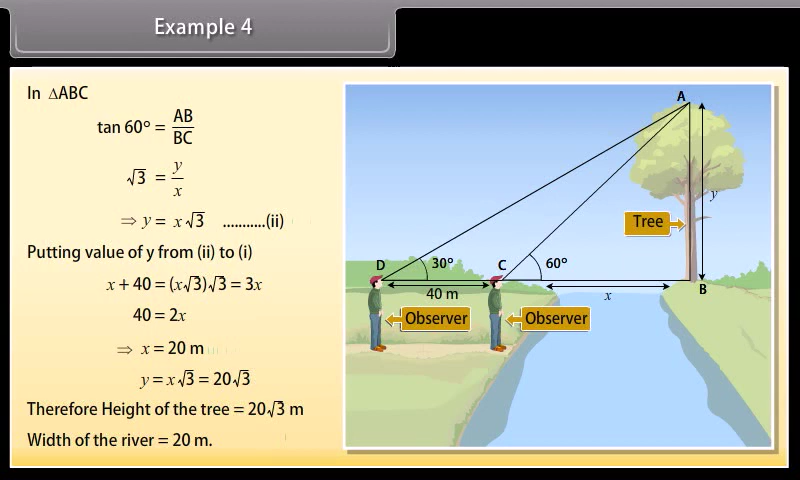 Example 4
In ΔABC
tan 60° = AB/BC
√3 = y/x
⇒ y = x√3 ...........(ii)
Putting value of y from (ii) to (i)
x + 40 = (x√3)√3 = 3x
40 = 2x
⇒ x = 20 m
y = x√3 = 20√3
Therefore Height of the tree = 20√3 m
Width of the river = 20 m.
A
y
Tree
D 30° C 60°
B
40 m
x
Observer
Observer